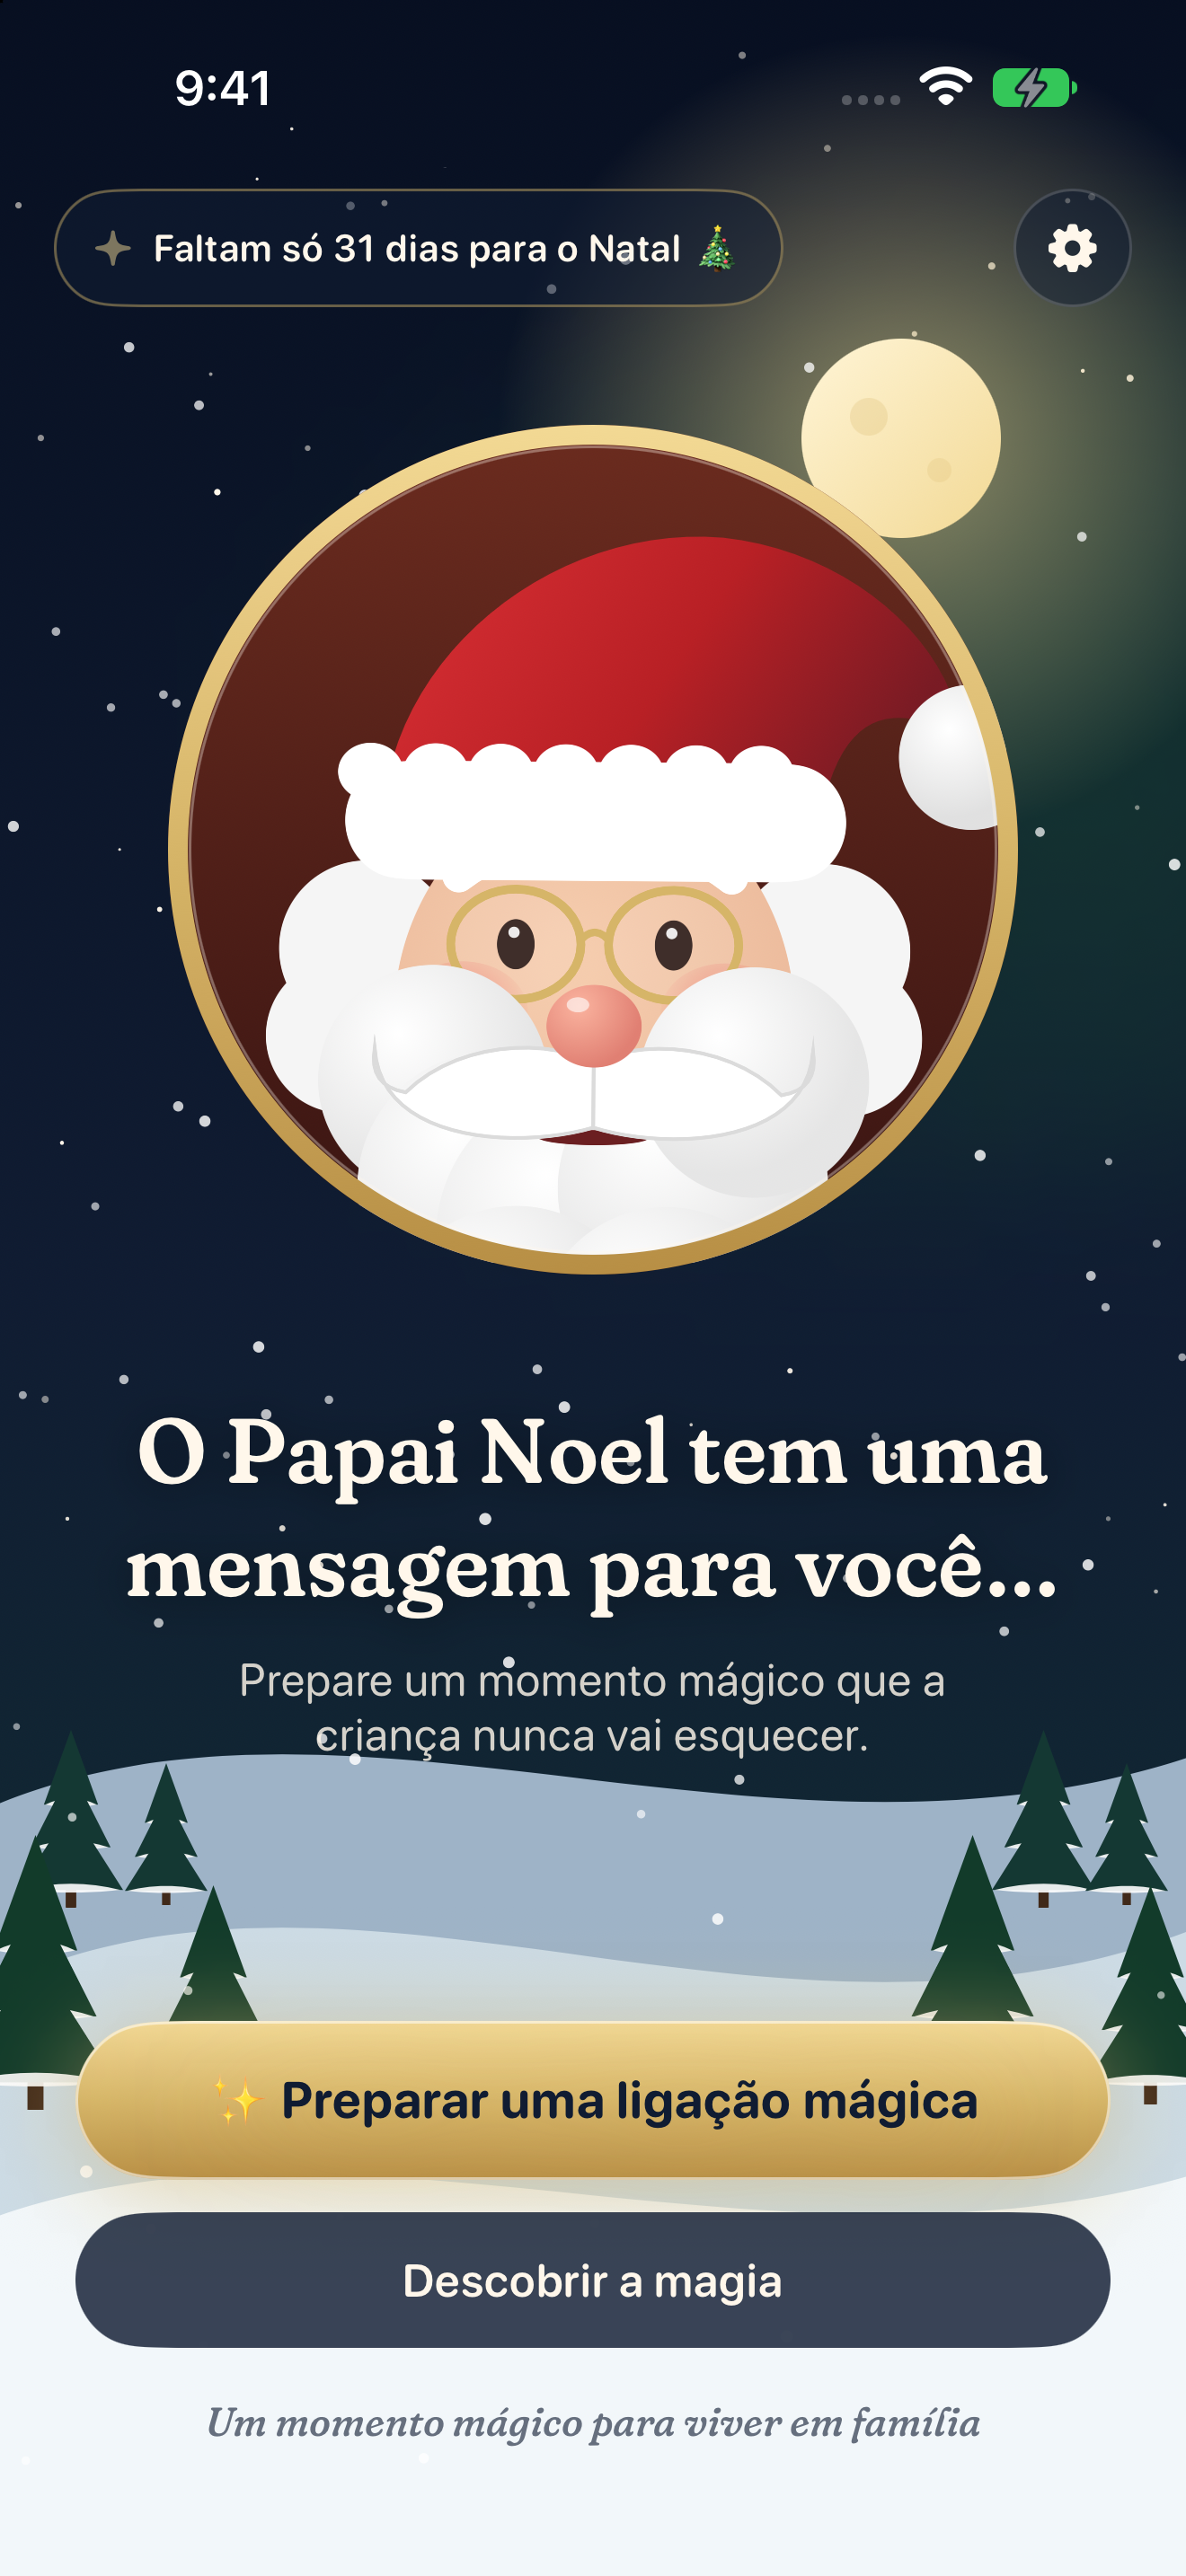 9:41
Faltam só 31 dias para o Natal 🎄
O Papai Noel tem uma
mensagem para você...
Prepare um momento mágico que a
criança nunca vai esquecer.
✨ Preparar uma ligação mágica
Descobrir a magia
Um momento mágico para viver em família